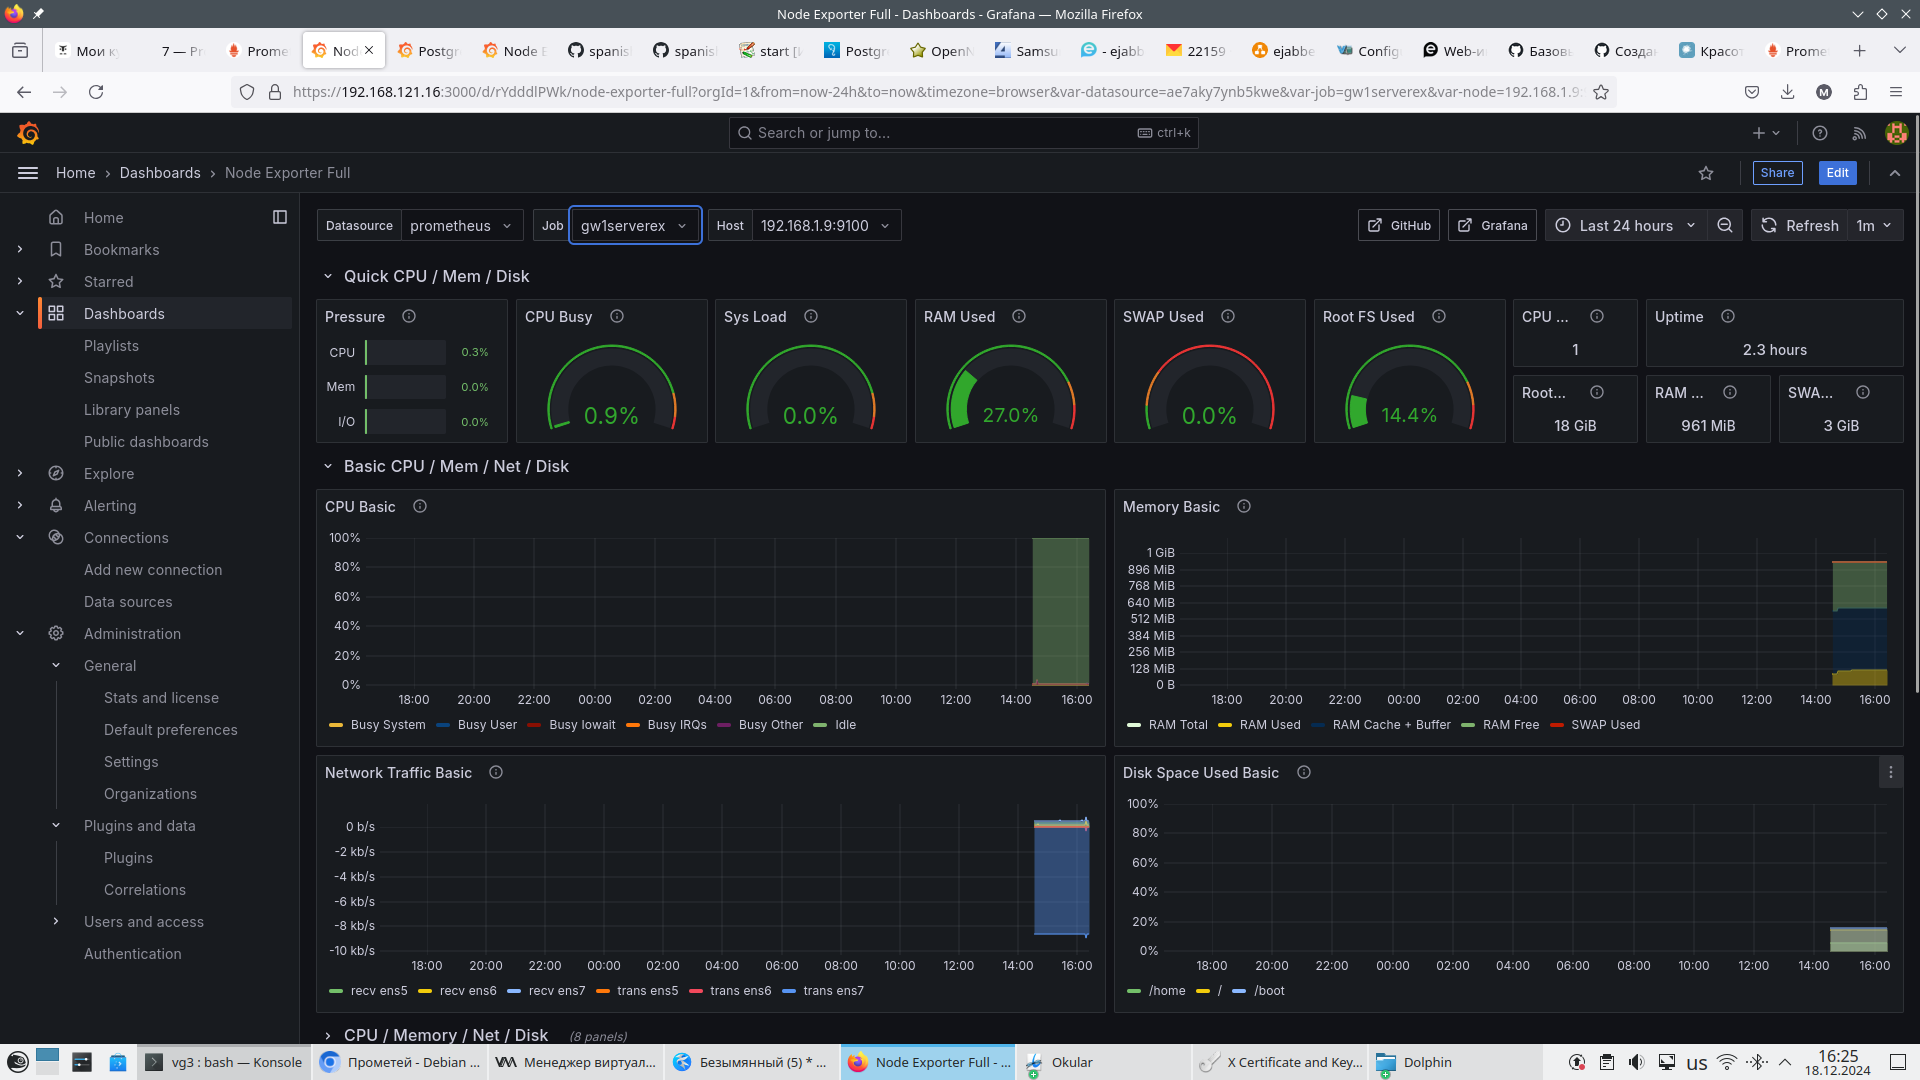 Node Exporter Full - Dashboards - Grafana — Mozilla Firefox
Мои к
7 — Pr
Prome
Nod
Postgr
Node E
spanis
spanis
start [И
Postgr
OpenN
Samsu
- ejabb
22159
ejabbe
Config
Web-и
Базов
Созда
Красот
Prome
https://192.168.121.16:3000/d/rYdddlPWk/node-exporter-full?orgId=1&from=now-24h&to=now&timezone=browser&var-datasource=ae7aky7ynb5kwe&var-job=gw1serverex&var-node=192.168.1.9:
M
Search or jump to...
ctrl+k
Home › Dashboards › Node Exporter Full
Share
Edit
Home
Bookmarks
Starred
Dashboards
Playlists
Snapshots
Library panels
Public dashboards
Explore
Alerting
Connections
Add new connection
Data sources
Administration
General
Stats and license
Default preferences
Settings
Organizations
Plugins and data
Plugins
Correlations
Users and access
Authentication
Datasource prometheus
Job gw1serverex
Host 192.168.1.9:9100
GitHub
Grafana
Last 24 hours
Refresh 1m
Quick CPU / Mem / Disk
Pressure
CPU 0.3%
Mem 0.0%
I/O 0.0%
CPU Busy
0.9%
Sys Load
0.0%
RAM Used
27.0%
SWAP Used
0.0%
Root FS Used
14.4%
CPU ...
1
Uptime
2.3 hours
Root...
18 GiB
RAM ...
961 MiB
SWA...
3 GiB
Basic CPU / Mem / Net / Disk
CPU Basic
100%
80%
60%
40%
20%
0%
18:00 20:00 22:00 00:00 02:00 04:00 06:00 08:00 10:00 12:00 14:00 16:00
Busy System Busy User Busy Iowait Busy IRQs Busy Other Idle
Memory Basic
1 GiB
896 MiB
768 MiB
640 MiB
512 MiB
384 MiB
256 MiB
128 MiB
0 B
18:00 20:00 22:00 00:00 02:00 04:00 06:00 08:00 10:00 12:00 14:00 16:00
RAM Total RAM Used RAM Cache + Buffer RAM Free SWAP Used
Network Traffic Basic
0 b/s
-2 kb/s
-4 kb/s
-6 kb/s
-8 kb/s
-10 kb/s
18:00 20:00 22:00 00:00 02:00 04:00 06:00 08:00 10:00 12:00 14:00 16:00
recv ens5 recv ens6 recv ens7 trans ens5 trans ens6 trans ens7
Disk Space Used Basic
100%
80%
60%
40%
20%
0%
18:00 20:00 22:00 00:00 02:00 04:00 06:00 08:00 10:00 12:00 14:00 16:00
/home / /boot
CPU / Memory / Net / Disk (8 panels)
vg3 : bash — Konsole
Прометей - Debian ...
Менеджер виртуал...
Безымянный (5) * ...
Node Exporter Full - ...
Okular
X Certificate and Key...
Dolphin
us
16:25
18.12.2024